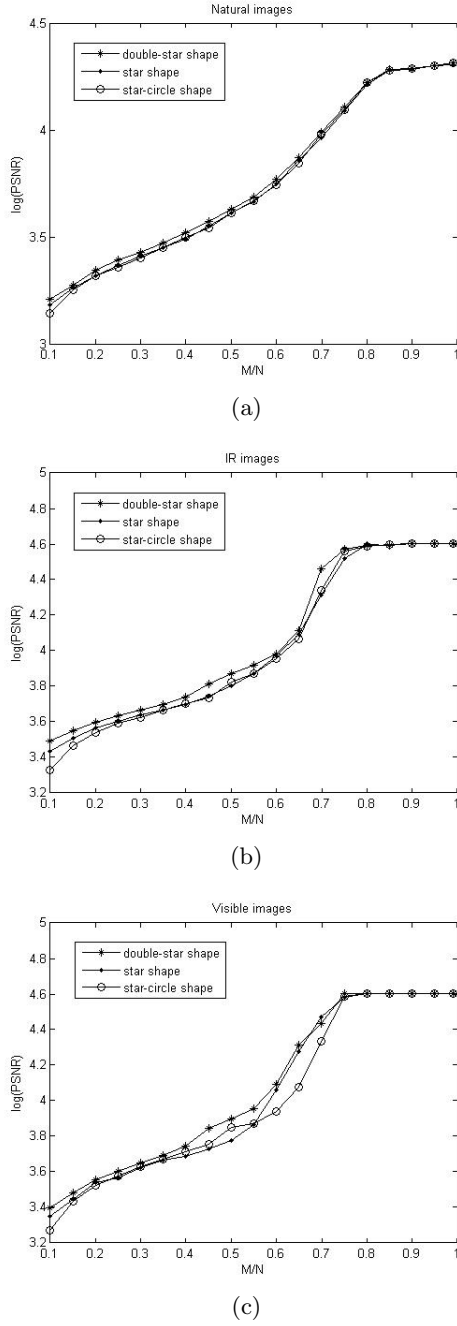 Natural images
4.5
double-star shape
star shape
star-circle shape
4
log(PSNR)
3.5
3
0.1 0.2 0.3 0.4 0.5 0.6 0.7 0.8 0.9 1
M/N
(a)
IR images
5
double-star shape
4.8
star shape
star-circle shape
4.6
4.4
4.2
log(PSNR)
4
3.8
3.6
3.4
3.2
0.1 0.2 0.3 0.4 0.5 0.6 0.7 0.8 0.9 1
M/N
(b)
Visible images
5
double-star shape
4.8
star shape
star-circle shape
4.6
4.4
4.2
log(PSNR)
4
3.8
3.6
3.4
3.2
0.1 0.2 0.3 0.4 0.5 0.6 0.7 0.8 0.9 1
M/N
(c)